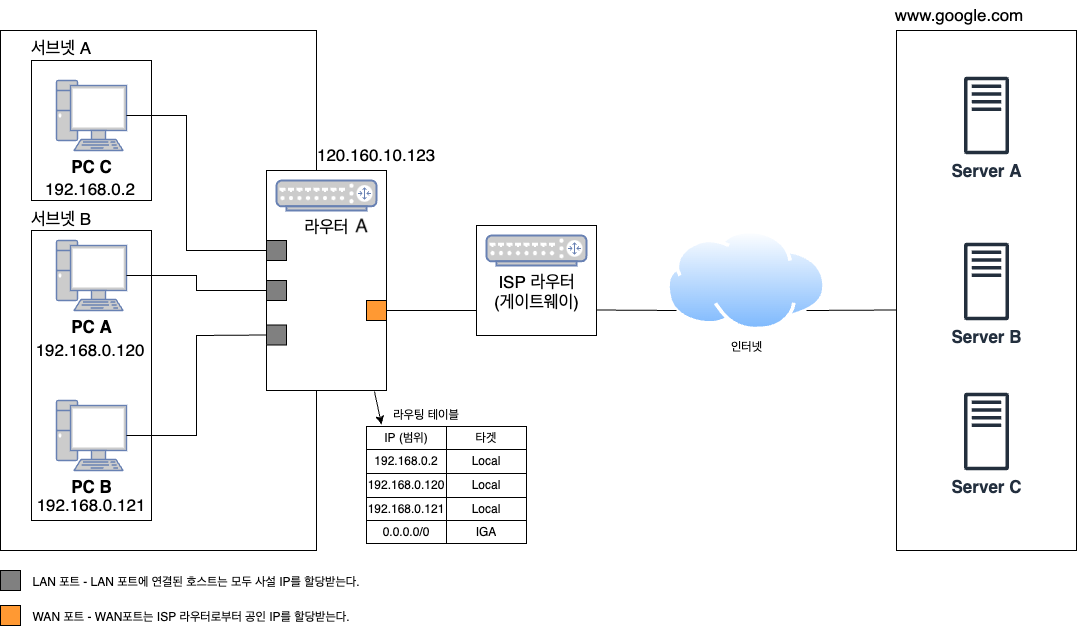 www.google.com
서브넷 A
PC C
192.168.0.2
서브넷 B
PC A
192.168.0.120
PC B
192.168.0.121
120.160.10.123
라우터 A
ISP 라우터
(게이트웨이)
인터넷
Server A
Server B
Server C
라우팅 테이블
IP (범위) 타겟
192.168.0.2 Local
192.168.0.120 Local
192.168.0.121 Local
0.0.0.0/0 IGA
LAN 포트 - LAN 포트에 연결된 호스트는 모두 사설 IP를 할당받는다.
WAN 포트 - WAN포트는 ISP 라우터로부터 공인 IP를 할당받는다.